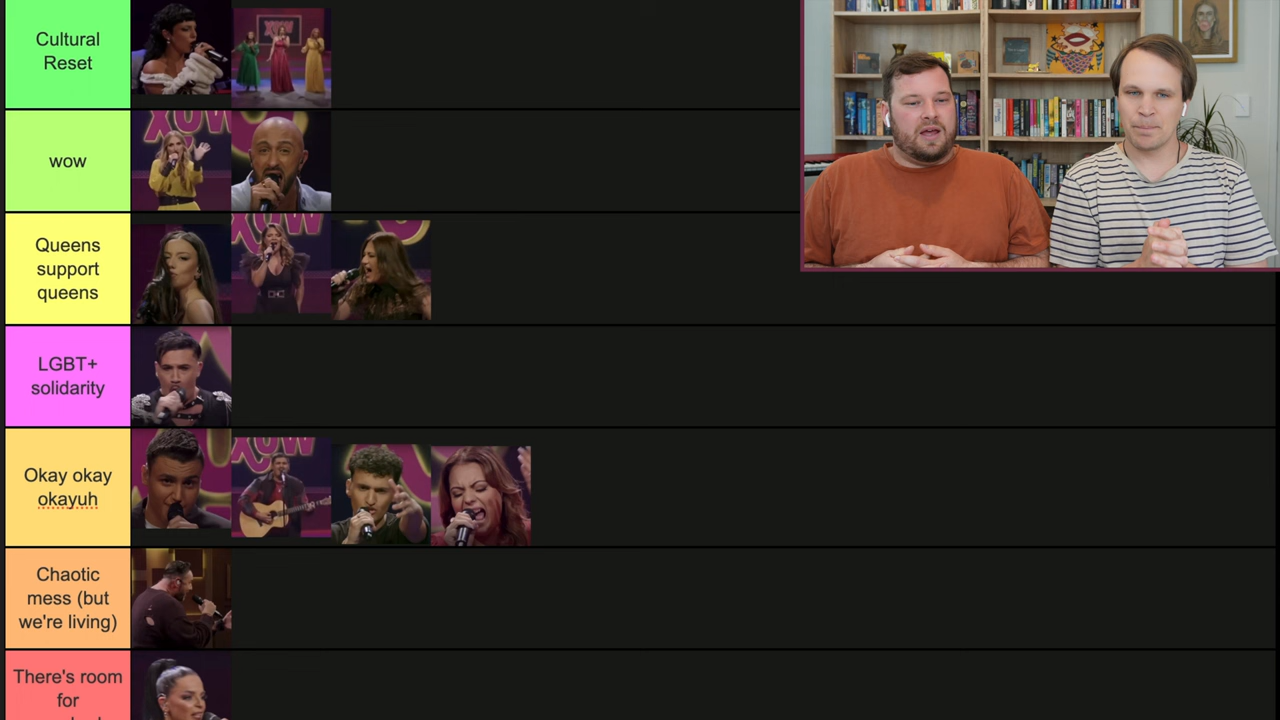 Cultural
Reset
wow
Queens
support
queens
LGBT+
solidarity
Okay okay
okayuh
Chaotic
mess (but
we're living)
There's room
for